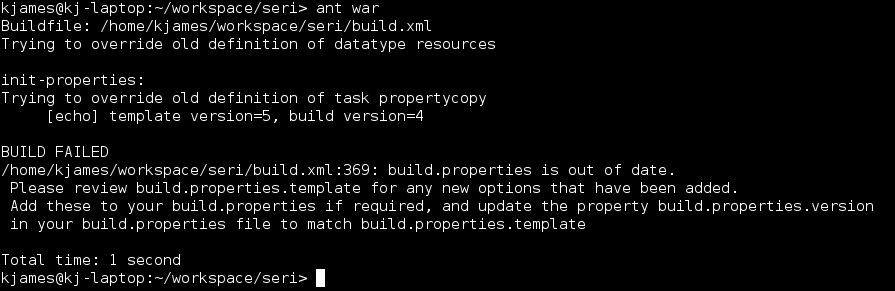 kjames@kj-laptop:~/workspace/seri> ant war
Buildfile: /home/kjames/workspace/seri/build.xml
Trying to override old definition of datatype resources
init-properties:
Trying to override old definition of task propertycopy
[echo] template version=5, build version=4
BUILD FAILED
/home/kjames/workspace/seri/build.xml:369: build.properties is out of date.
Please review build.properties.template for any new options that have been added.
Add these to your build.properties if required, and update the property build.properties.version
in your build.properties file to match build.properties.template
Total time: 1 second
kjames@kj-laptop:~/workspace/seri>